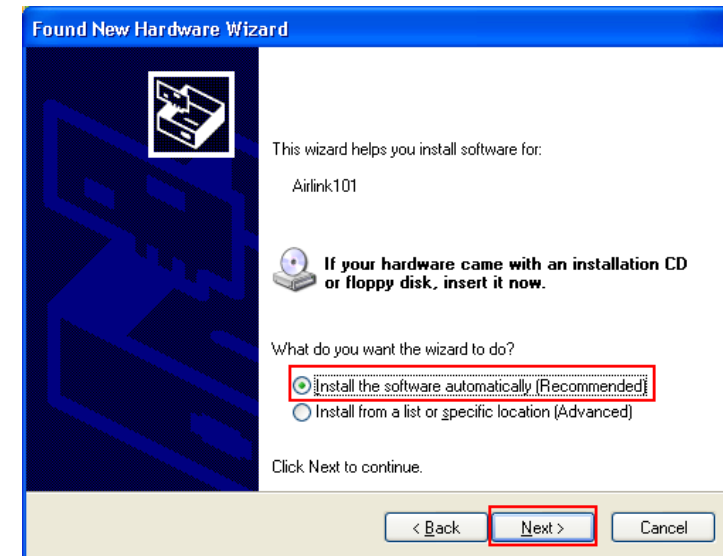 Found New Hardware Wizard
This wizard helps you install software for:
Airlink101
If your hardware came with an installation CD
or floppy disk, insert it now.
What do you want the wizard to do?
Install the software automatically (Recommended)
Install from a list or specific location (Advanced)
Click Next to continue.
< Back Next > Cancel